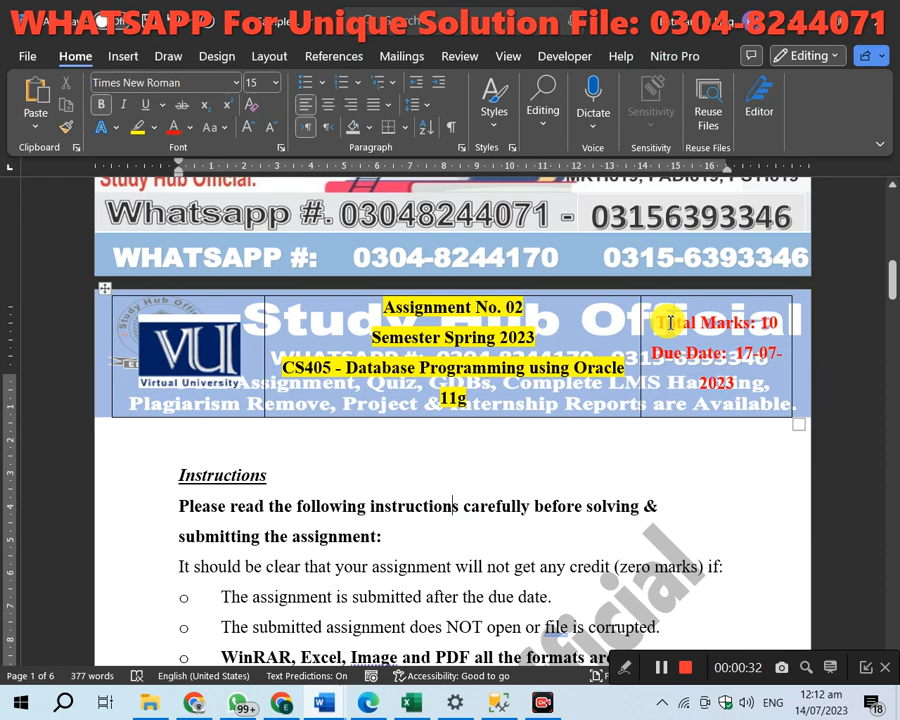 WHATSAPP For Unique Solution File: 0304-8244071
File Home Insert Draw Design Layout References Mailings Review View Developer Help Nitro Pro Editing
Times New Roman 15
Paste Styles Editing Dictate Sensitivity Reuse Files Editor
Clipboard Font Paragraph Styles Voice Sensitivity Reuse Files Editor
Study Hub Official.
Whatsapp #. 03048244071 - 03156393346
WHATSAPP #: 0304-8244170 0315-6393346
Study Hub Official
Assignment, Quiz, GDBs, Complete LMS Handling,
Plagiarism Remove, Project & Internship Reports are Available.
VU
Virtual University
Assignment No. 02
Semester Spring 2023
CS405 - Database Programming using Oracle
11g
Total Marks: 10
Due Date: 17-07-
2023
Instructions
Please read the following instructions carefully before solving &
submitting the assignment:
It should be clear that your assignment will not get any credit (zero marks) if:
o The assignment is submitted after the due date.
o The submitted assignment does NOT open or file is corrupted.
o WinRAR, Excel, Image and PDF all the formats are
Official
Page 1 of 6 377 words English (United States) Text Predictions: On Accessibility: Good to go
00:00:32
99+
ENG
12:12 am
14/07/2023
18